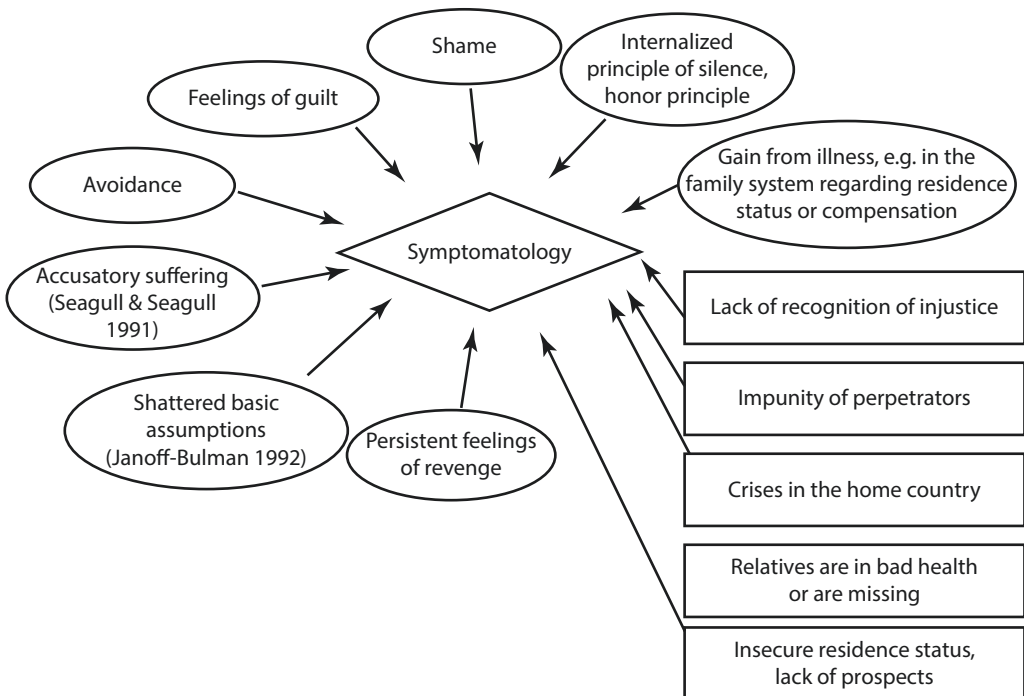 Shame
Internalized
principle of silence,
honor principle
Feelings of guilt
Gain from illness, e.g. in the
family system regarding residence
status or compensation
Avoidance
Symptomatology
Accusatory suffering
(Seagull & Seagull
1991)
Lack of recognition of injustice
Shattered basic
assumptions
(Janoff-Bulman 1992)
Persistent feelings
of revenge
Impunity of perpetrators
Crises in the home country
Relatives are in bad health
or are missing
Insecure residence status,
lack of prospects